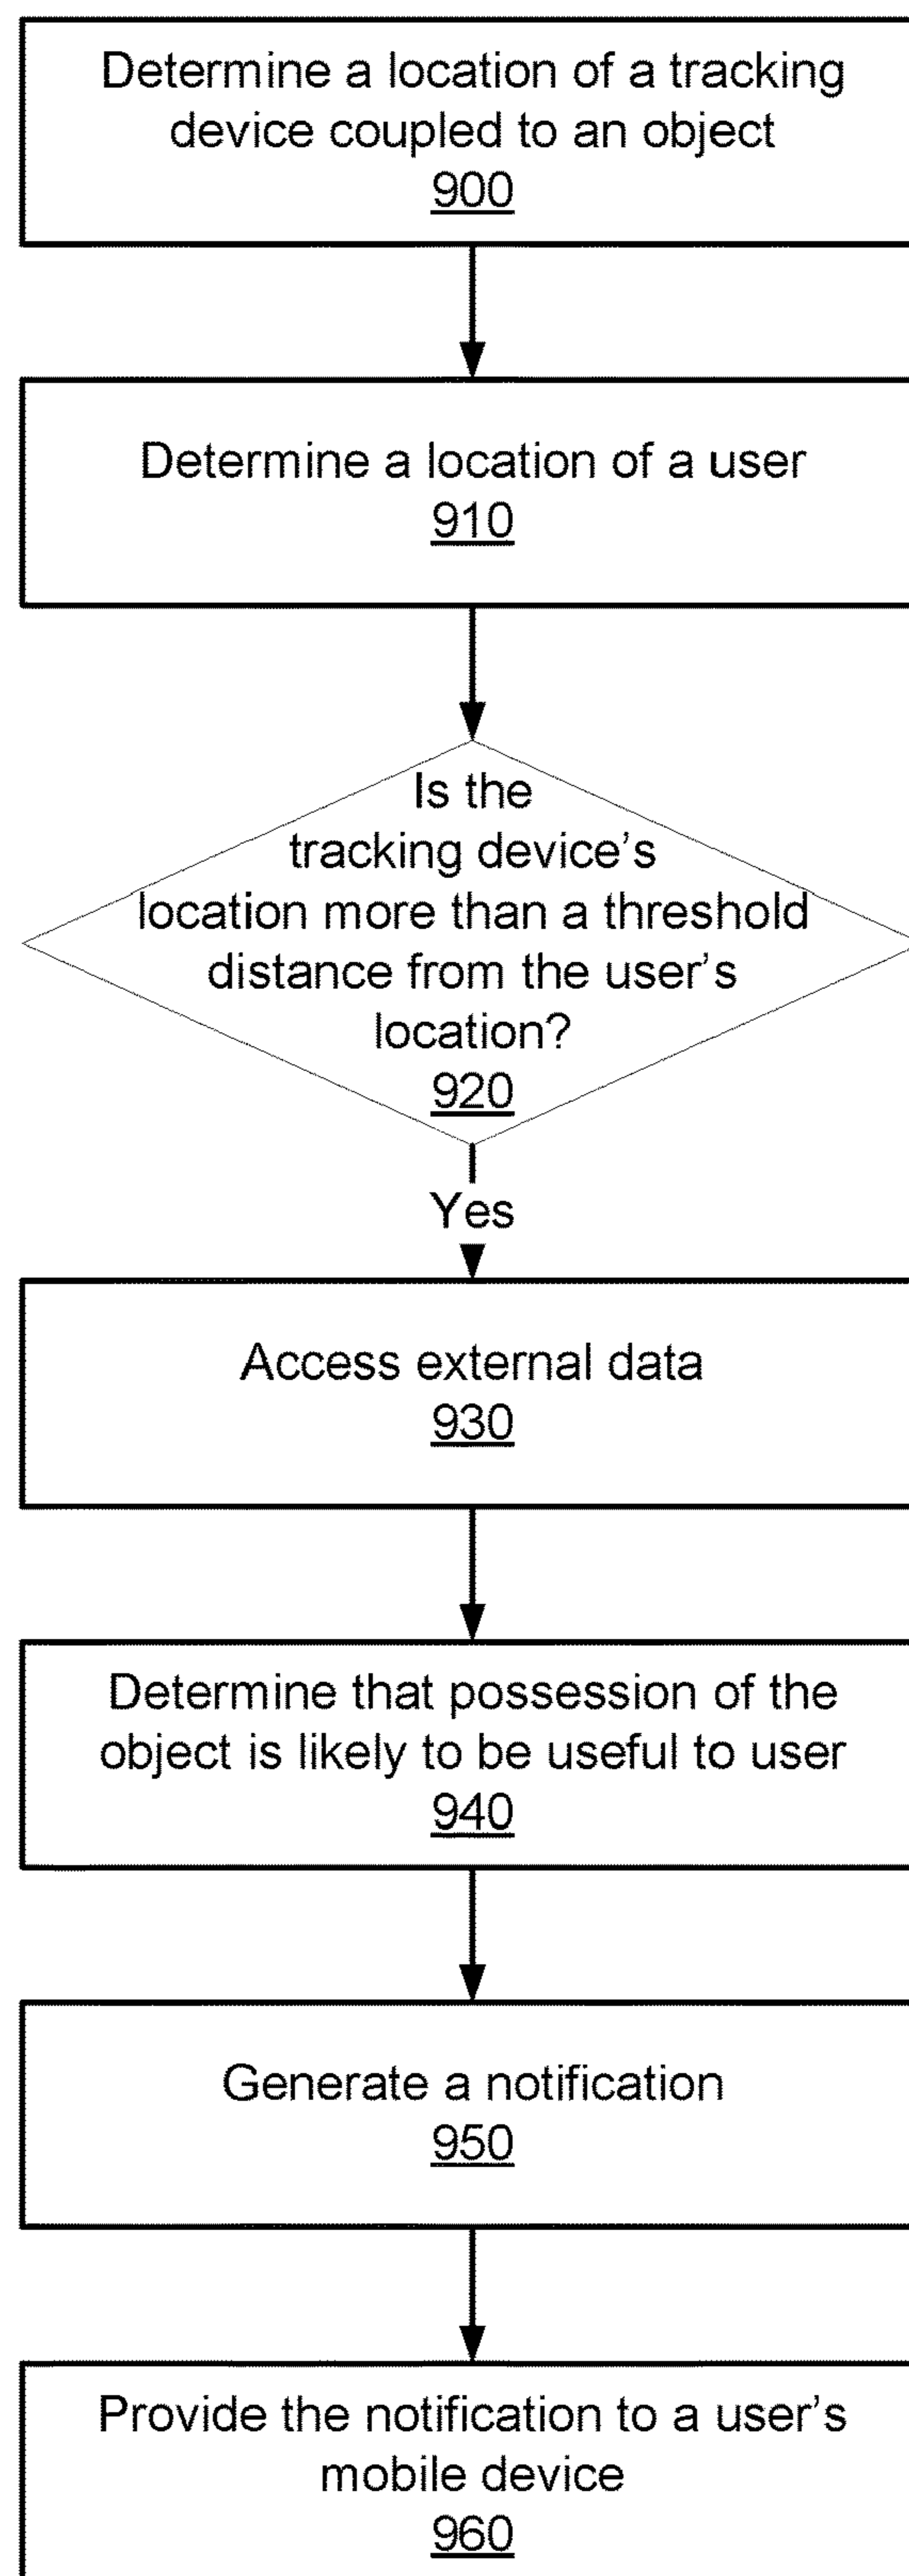 Determine a location of a tracking
device coupled to an object
900
Determine a location of a user
910
Is the
tracking device's
location more than a threshold
distance from the user's
location?
920
Yes
Access external data
930
Determine that possession of the
object is likely to be useful to user
940
Generate a notification
950
Provide the notification to a user's
mobile device
960